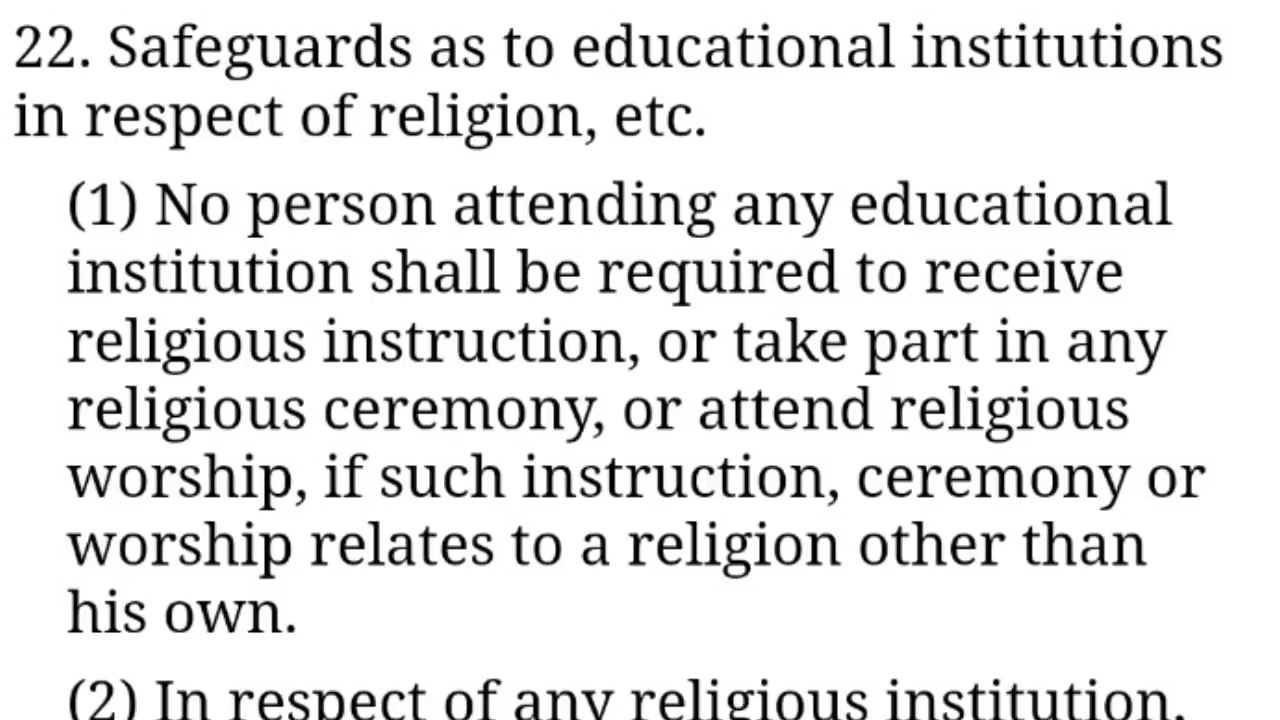 22. Safeguards as to educational institutions
in respect of religion, etc.
(1) No person attending any educational
institution shall be required to receive
religious instruction, or take part in any
religious ceremony, or attend religious
worship, if such instruction, ceremony or
worship relates to a religion other than
his own.
(2) In respect of any religious institution,